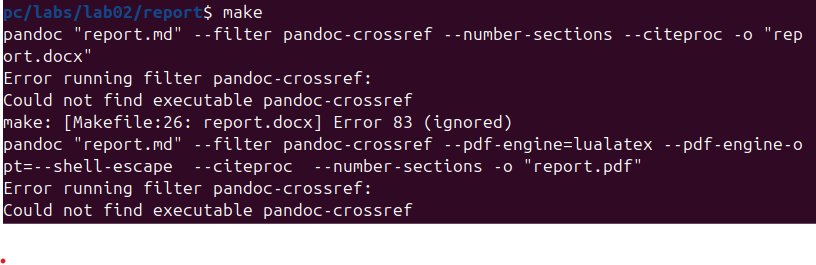 pc/labs/lab02/report$ make
pandoc "report.md" --filter pandoc-crossref --number-sections --citeproc -o "rep
ort.docx"
Error running filter pandoc-crossref:
Could not find executable pandoc-crossref
make: [Makefile:26: report.docx] Error 83 (ignored)
pandoc "report.md" --filter pandoc-crossref --pdf-engine=lualatex --pdf-engine-o
pt=--shell-escape  --citeproc  --number-sections -o "report.pdf"
Error running filter pandoc-crossref:
Could not find executable pandoc-crossref